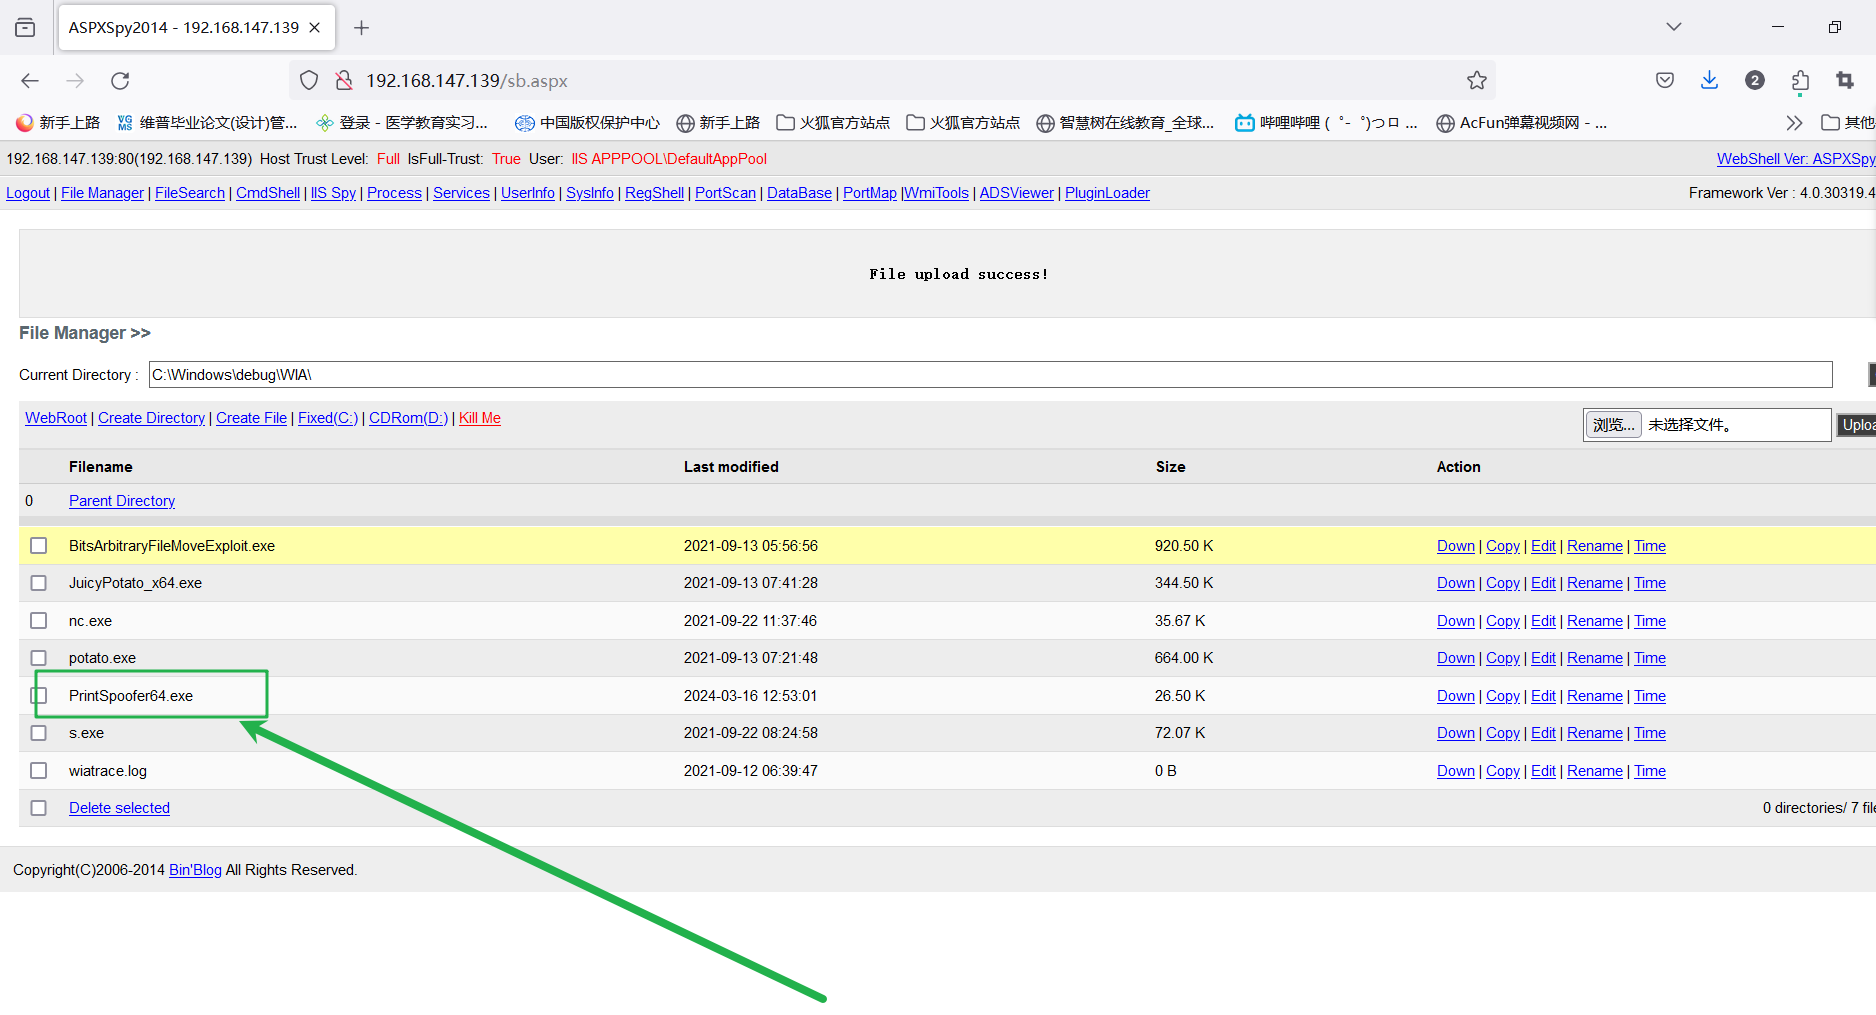 ASPXSpy2014 - 192.168.147.139
192.168.147.139/sb.aspx
2
新手上路 维普毕业论文(设计)管... 登录 - 医学教育实习... 中国版权保护中心 新手上路 火狐官方站点 火狐官方站点 智慧树在线教育_全球... 哔哩哔哩 (゜-゜)つロ ... AcFun弹幕视频网 - ... 其他
192.168.147.139:80(192.168.147.139) Host Trust Level: Full IsFull-Trust: True User: IIS APPPOOL\DefaultAppPool WebShell Ver: ASPXSpy
Logout | File Manager | FileSearch | CmdShell | IIS Spy | Process | Services | UserInfo | SysInfo | RegShell | PortScan | DataBase | PortMap |WmiTools | ADSViewer | PluginLoader Framework Ver : 4.0.30319.4
File upload success!
File Manager >>
Current Directory : C:\Windows\debug\WIA\
WebRoot | Create Directory | Create File | Fixed(C:) | CDRom(D:) | Kill Me 浏览... 未选择文件。 Uploa
Filename Last modified Size Action
0 Parent Directory
BitsArbitraryFileMoveExploit.exe 2021-09-13 05:56:56 920.50 K Down | Copy | Edit | Rename | Time
JuicyPotato_x64.exe 2021-09-13 07:41:28 344.50 K Down | Copy | Edit | Rename | Time
nc.exe 2021-09-22 11:37:46 35.67 K Down | Copy | Edit | Rename | Time
potato.exe 2021-09-13 07:21:48 664.00 K Down | Copy | Edit | Rename | Time
PrintSpoofer64.exe 2024-03-16 12:53:01 26.50 K Down | Copy | Edit | Rename | Time
s.exe 2021-09-22 08:24:58 72.07 K Down | Copy | Edit | Rename | Time
wiatrace.log 2021-09-12 06:39:47 0 B Down | Copy | Edit | Rename | Time
Delete selected 0 directories/ 7 file
Copyright(C)2006-2014 Bin'Blog All Rights Reserved.